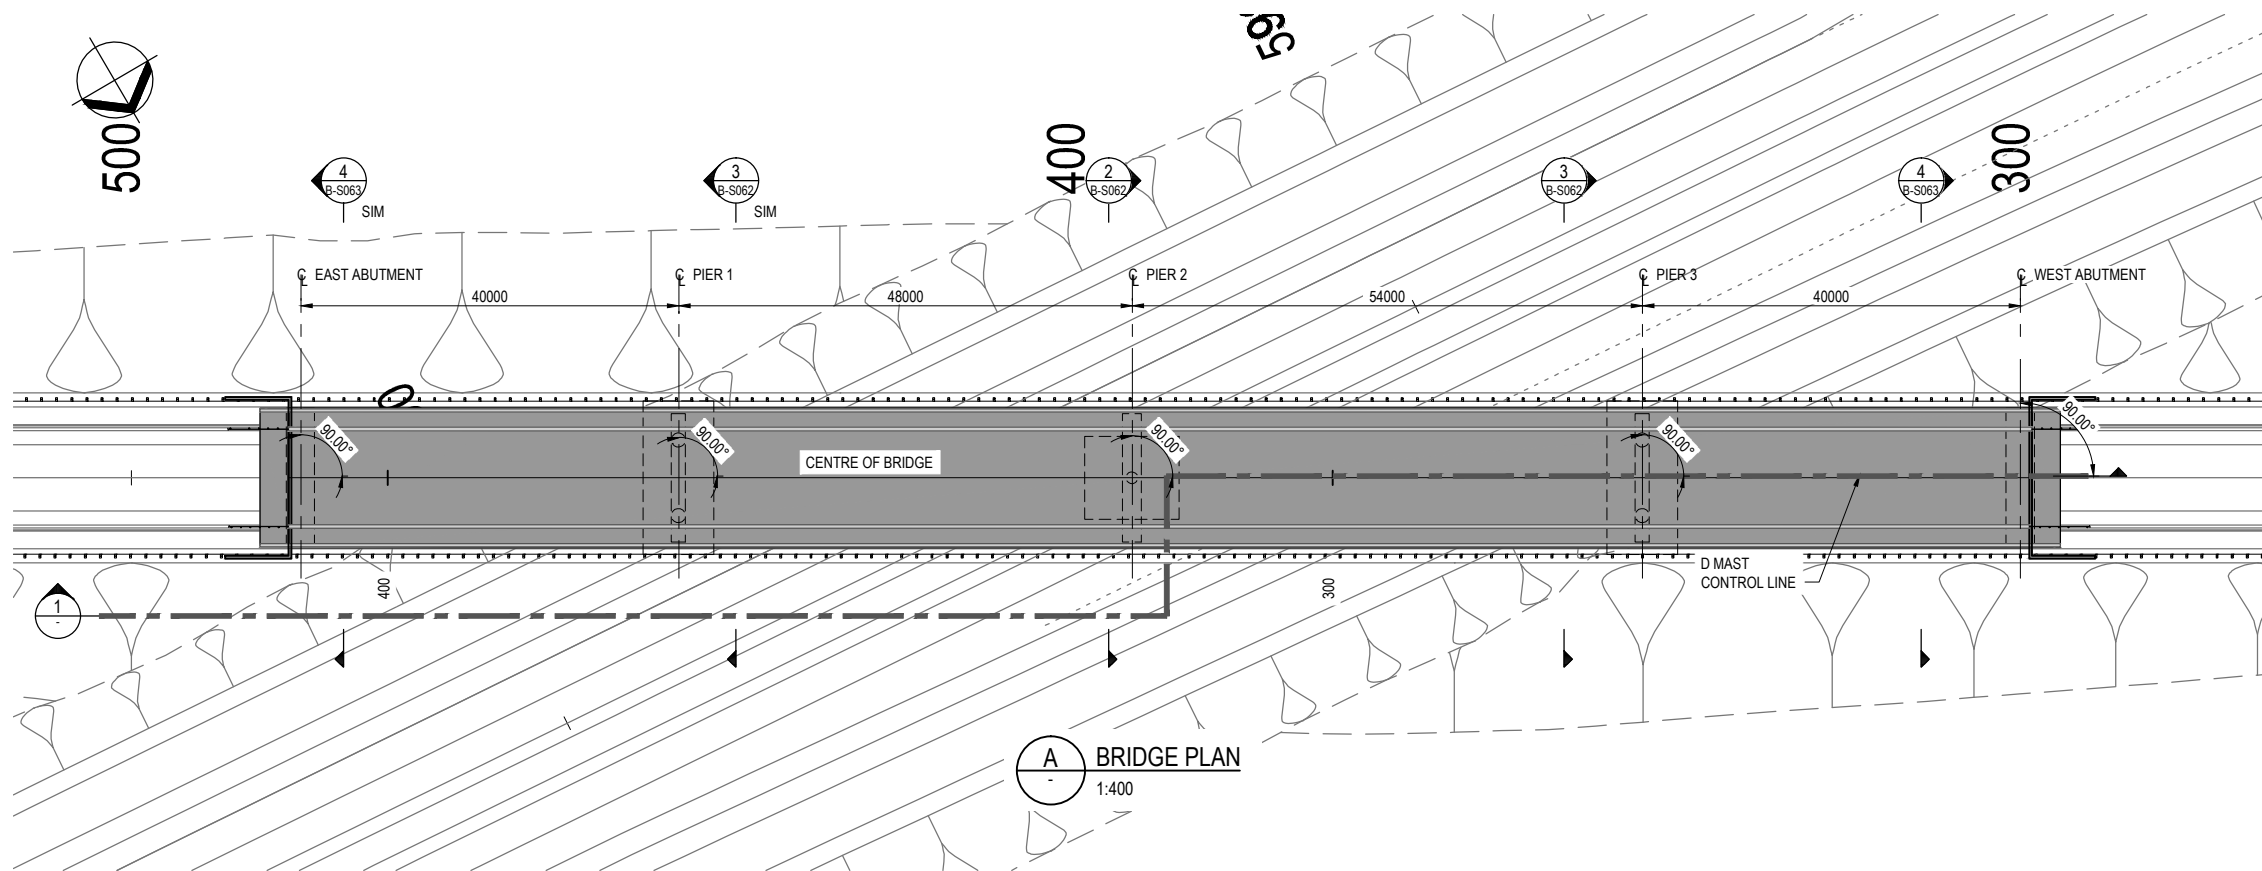 59
500
400
300
4
B-S063
SIM
3
B-S062
SIM
2
B-S062
3
B-S062
4
B-S063
℄ EAST ABUTMENT
℄ PIER 1
℄ PIER 2
℄ PIER 3
℄ WEST ABUTMENT
40000
48000
54000
40000
90.00°
90.00°
90.00°
90.00°
90.00°
CENTRE OF BRIDGE
400
300
D MAST
CONTROL LINE
1
-
A
-
BRIDGE PLAN
1:400